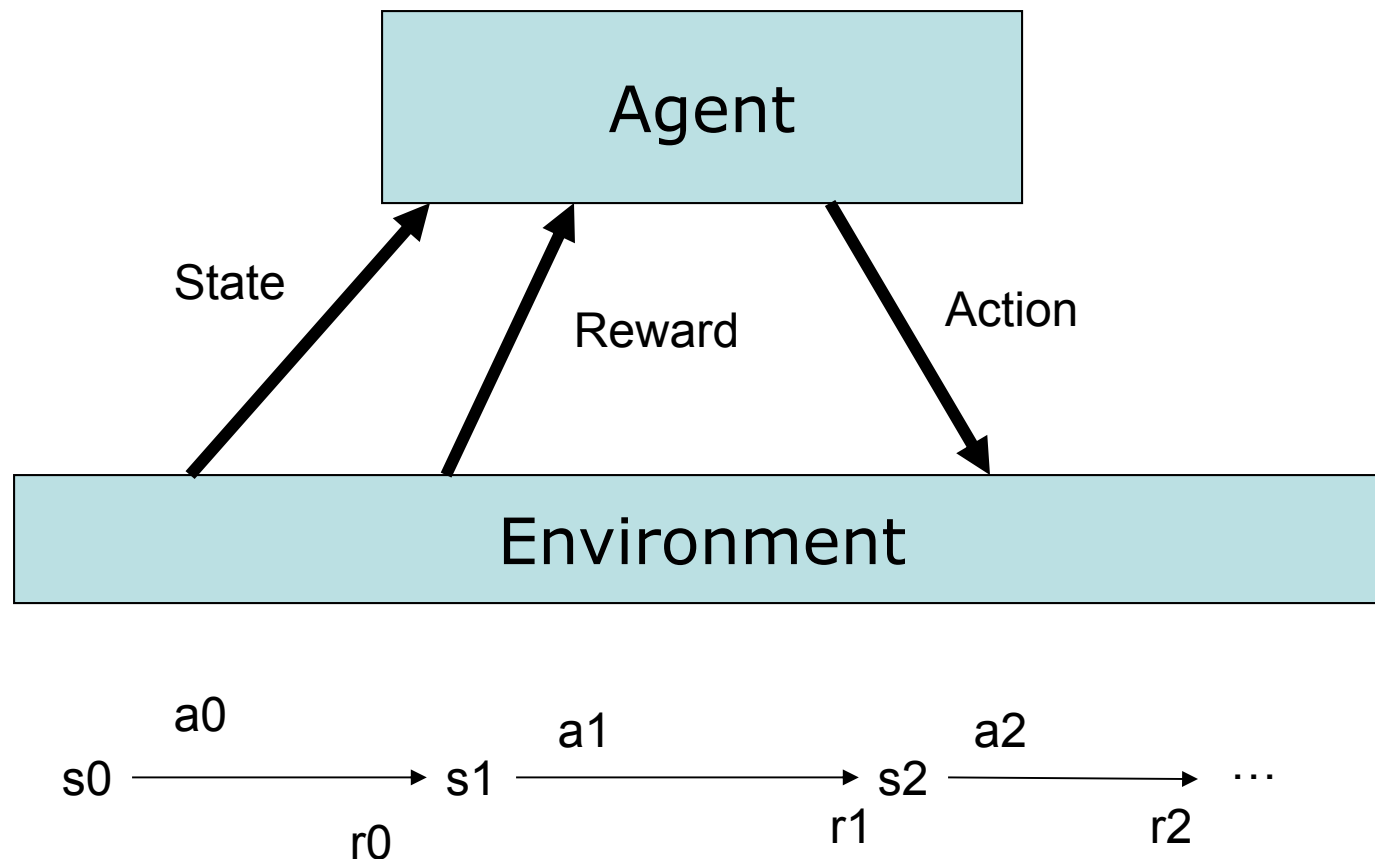 Agent
State
Reward
Action
Environment
a0
a1
a2
s0
s1
s2
...
r0
r1
r2